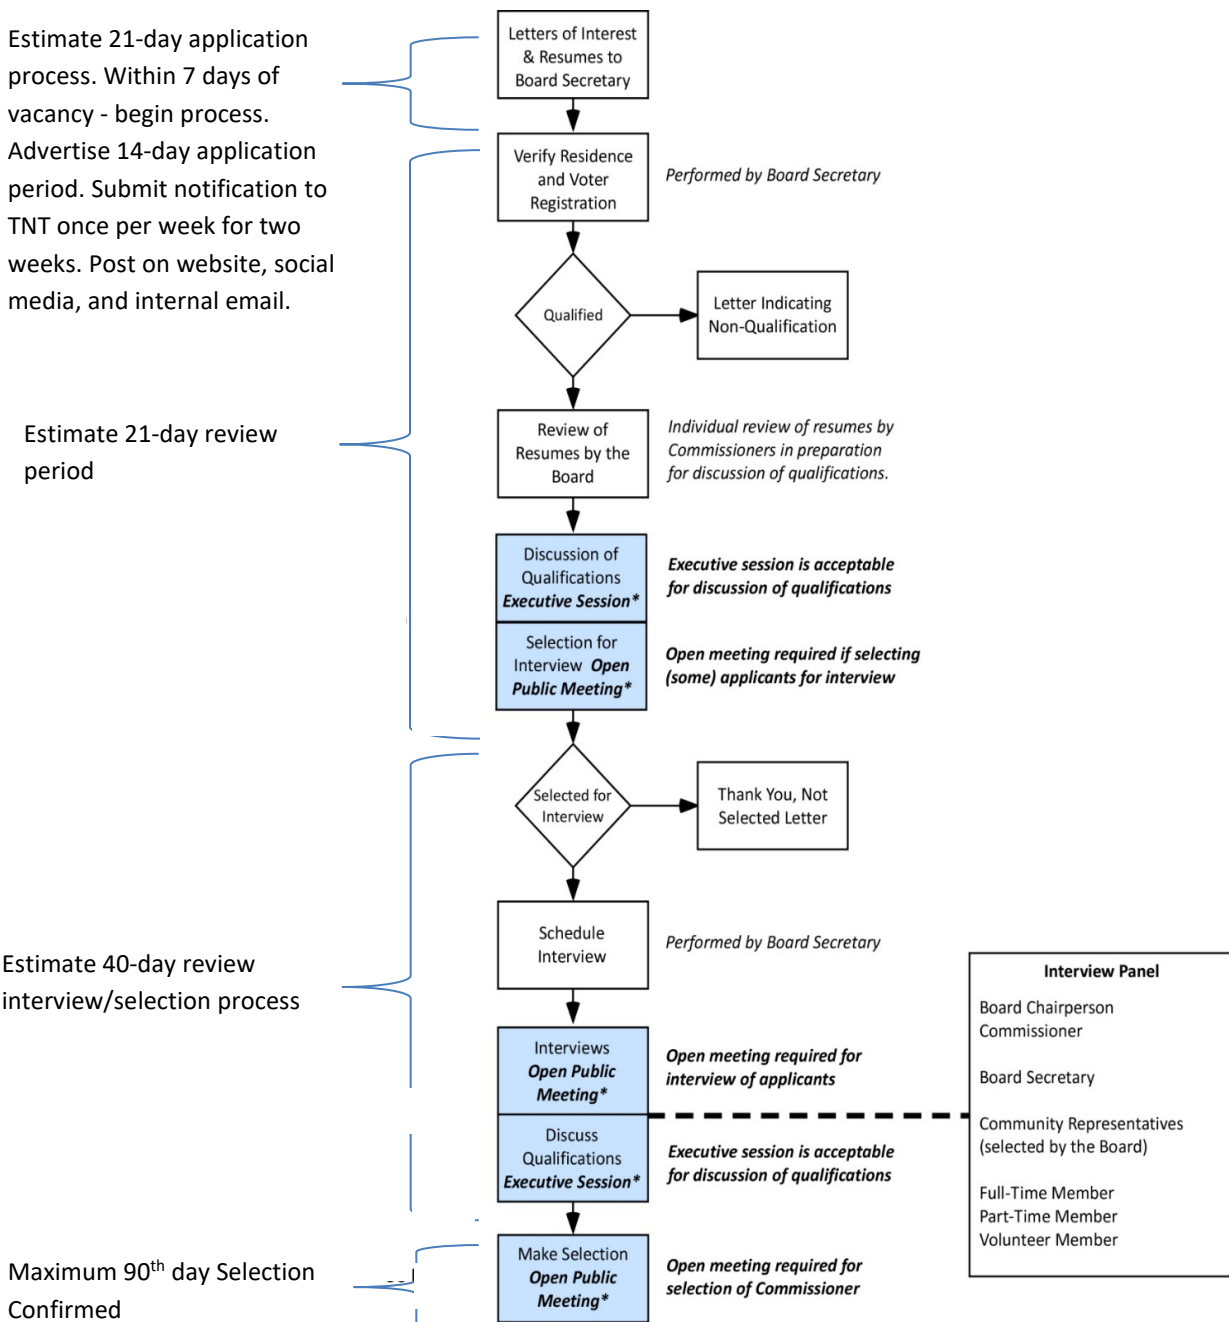 Estimate 21-day application
process. Within 7 days of
vacancy - begin process.
Advertise 14-day application
period. Submit notification to
TNT once per week for two
weeks. Post on website, social
media, and internal email.
Letters of Interest
& Resumes to
Board Secretary
Verify Residence
and Voter
Registration
Performed by Board Secretary
Qualified
Letter Indicating
Non-Qualification
Estimate 21-day review
period
Review of
Resumes by the
Board
Individual review of resumes by
Commissioners in preparation
for discussion of qualifications.
Discussion of
Qualifications
Executive Session*
Executive session is acceptable
for discussion of qualifications
Selection for
Interview Open
Public Meeting*
Open meeting required if selecting
(some) applicants for interview
Selected for
Interview
Thank You, Not
Selected Letter
Estimate 40-day review
interview/selection process
Schedule
Interview
Performed by Board Secretary
Interviews
Open Public
Meeting*
Open meeting required for
interview of applicants
Discuss
Qualifications
Executive Session*
Executive session is acceptable
for discussion of qualifications
Interview Panel
Board Chairperson
Commissioner
Board Secretary
Community Representatives
(selected by the Board)
Full-Time Member
Part-Time Member
Volunteer Member
Maximum 90th day Selection
Confirmed
Make Selection
Open Public
Meeting*
Open meeting required for
selection of Commissioner